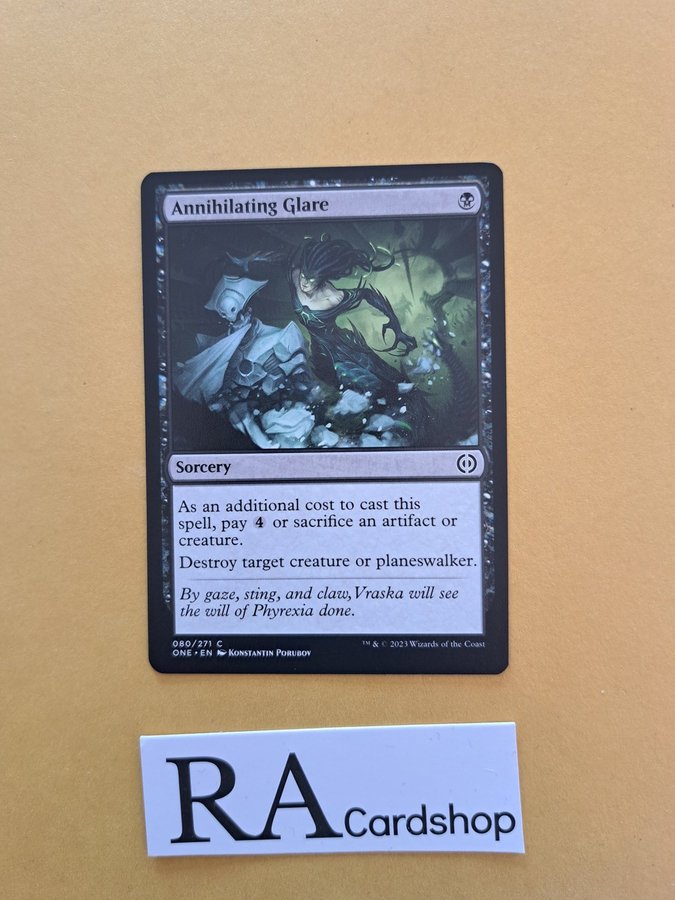 Annihilating Glare
Sorcery
As an additional cost to cast this
spell, pay 4 or sacrifice an artifact or
creature.
Destroy target creature or planeswalker.
By gaze, sting, and claw, Vraska will see
the will of Phyrexia done.
080/271 C
ONE • EN KONSTANTIN PORUBOV
™ & © 2023 Wizards of the Coast
RA Cardshop